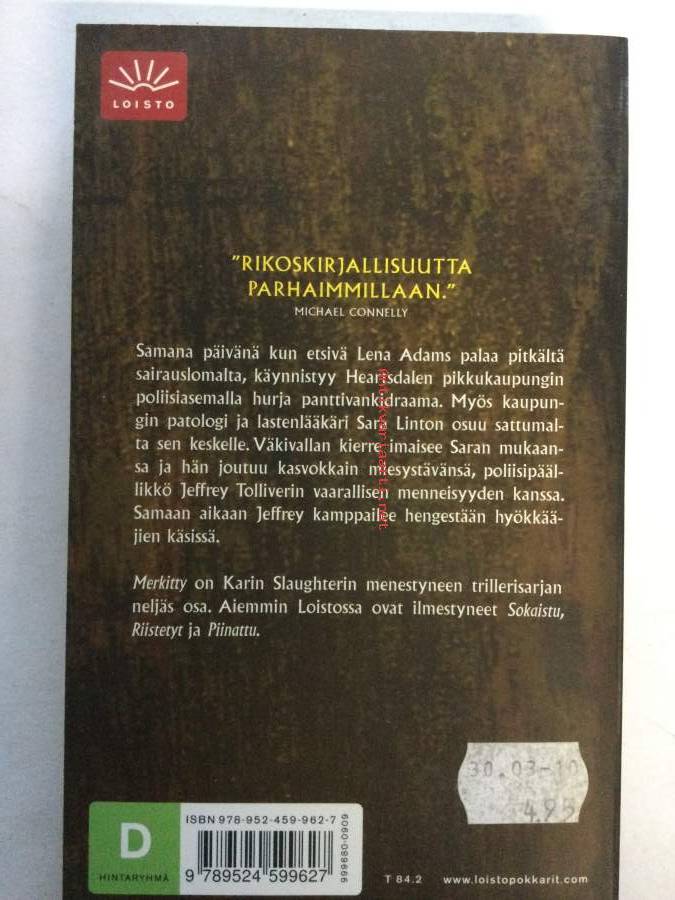 LOISTO
"RIKOSKIRJALLISUUTTA
PARHAIMMILLAAN."
MICHAEL CONNELLY
Samana päivänä kun etsivä Lena Adams palaa pitkältä
sairauslomalta, käynnistyy Heartsdalen pikkukaupungin
poliisiasemalla hurja panttivankidraama. Myös kaupun-
gin patologi ja lastenlääkäri Sara Linton osuu sattumal-
ta sen keskelle. Väkivallan kierre imaisee Saran mukaan-
sa ja hän joutuu kasvokkain miesystävänsä, poliisipääl-
likkö Jeffrey Tolliverin vaarallisen menneisyyden kanssa.
Samaan aikaan Jeffrey kamppailee hengestään hyökkää-
jien käsissä.
Merkitty on Karin Slaughterin menestyneen trillerisarjan
neljäs osa. Aiemmin Loistossa ovat ilmestyneet Sokaistu,
Riistetyt ja Piinattu.
30.03-10
4.95
D
HINTARYHMÄ
ISBN 978-952-459-962-7
9 789524 599627
699680-0909
T 84.2 www.loistopokkarit.com